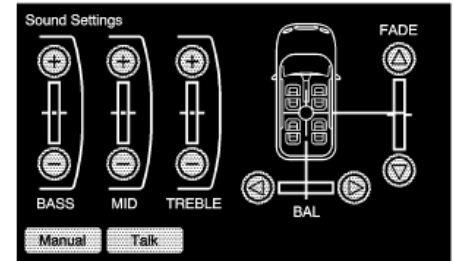 Sound Settings
FADE
BASS
MID
TREBLE
BAL
Manual
Talk